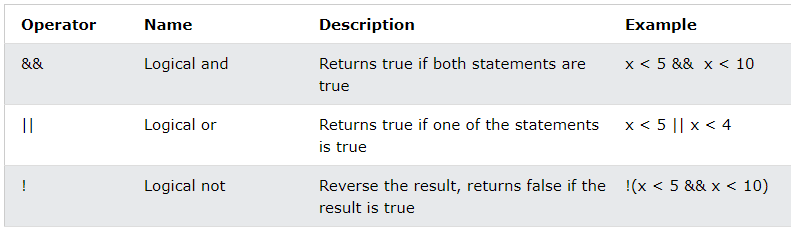 Operator Name Description Example
&& Logical and Returns true if both statements are x < 5 &&  x < 10
true
|| Logical or Returns true if one of the statements x < 5 || x < 4
is true
! Logical not Reverse the result, returns false if the !(x < 5 && x < 10)
result is true